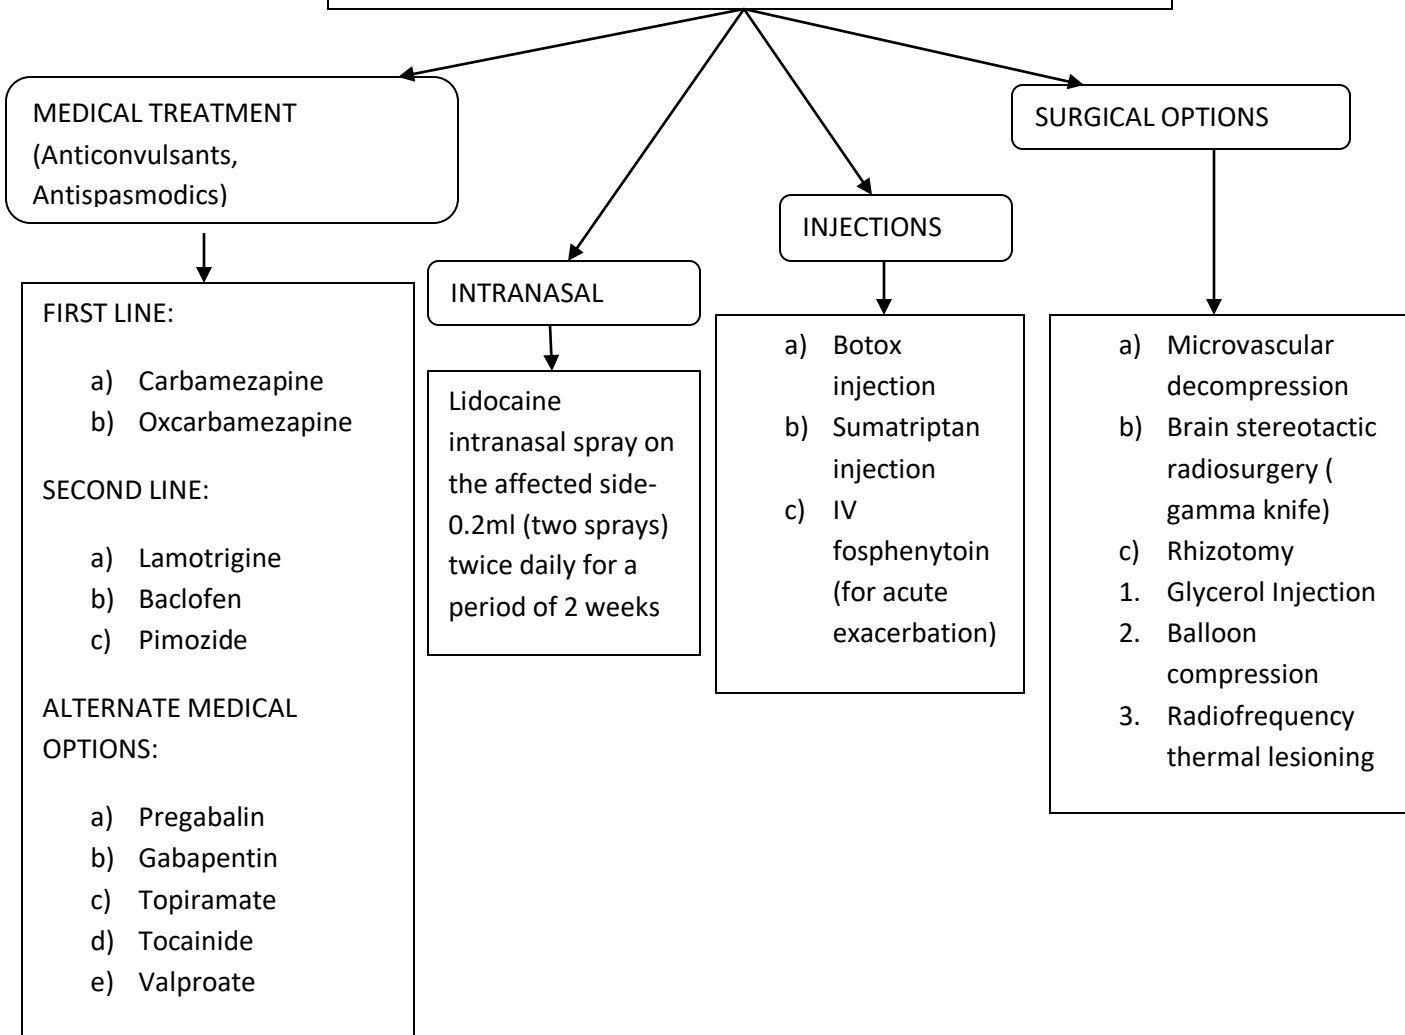 MEDICAL TREATMENT
(Anticonvulsants,
Antispasmodics)
FIRST LINE:
a) Carbamezapine
b) Oxcarbamezapine
SECOND LINE:
a) Lamotrigine
b) Baclofen
c) Pimozide
ALTERNATE MEDICAL
OPTIONS:
a) Pregabalin
b) Gabapentin
c) Topiramate
d) Tocainide
e) Valproate
INTRANASAL
Lidocaine
intranasal spray on
the affected side-
0.2ml (two sprays)
twice daily for a
period of 2 weeks
INJECTIONS
a) Botox
injection
b) Sumatriptan
injection
c) IV
fosphenytoin
(for acute
exacerbation)
SURGICAL OPTIONS
a) Microvascular
decompression
b) Brain stereotactic
radiosurgery (
gamma knife)
c) Rhizotomy
1. Glycerol Injection
2. Balloon
compression
3. Radiofrequency
thermal lesioning